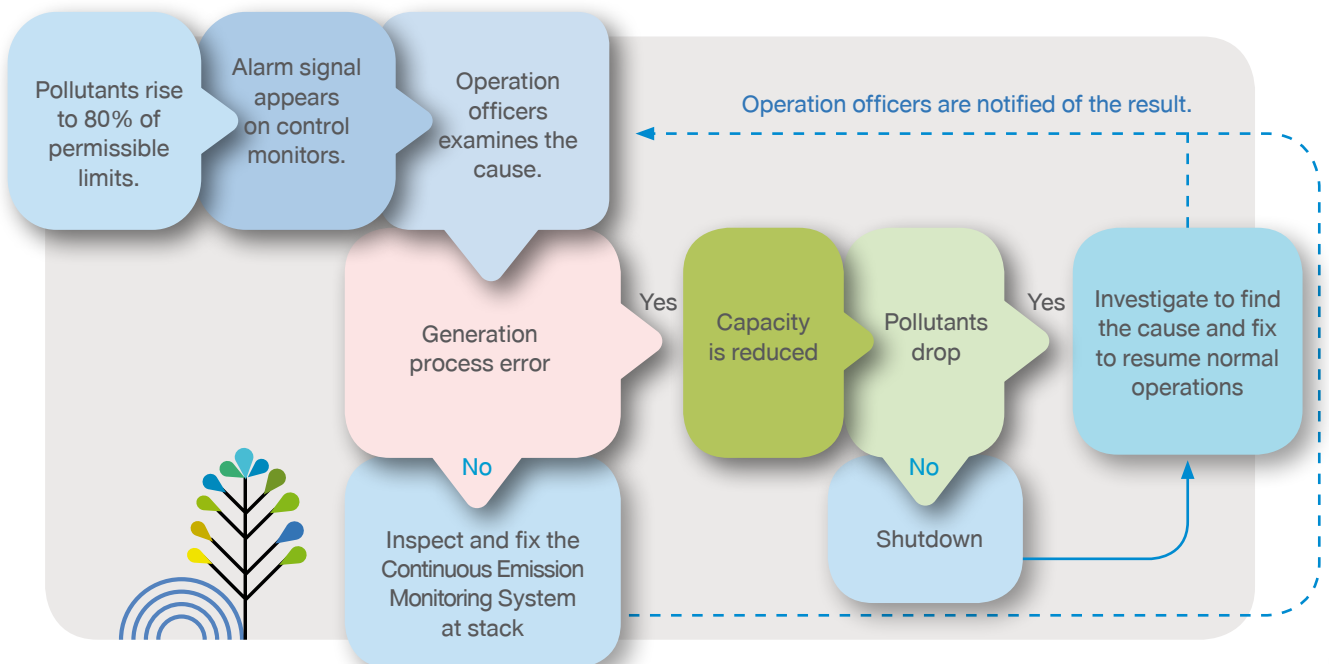 Pollutants rise
to 80% of
permissible
limits.
Alarm signal
appears
on control
monitors.
Operation
officers
examines the
cause.
Operation officers are notified of the result.
Generation
process error
Yes
Capacity
is reduced
Pollutants
drop
Yes
Investigate to find
the cause and fix
to resume normal
operations
No
Inspect and fix the
Continuous Emission
Monitoring System
at stack
No
Shutdown